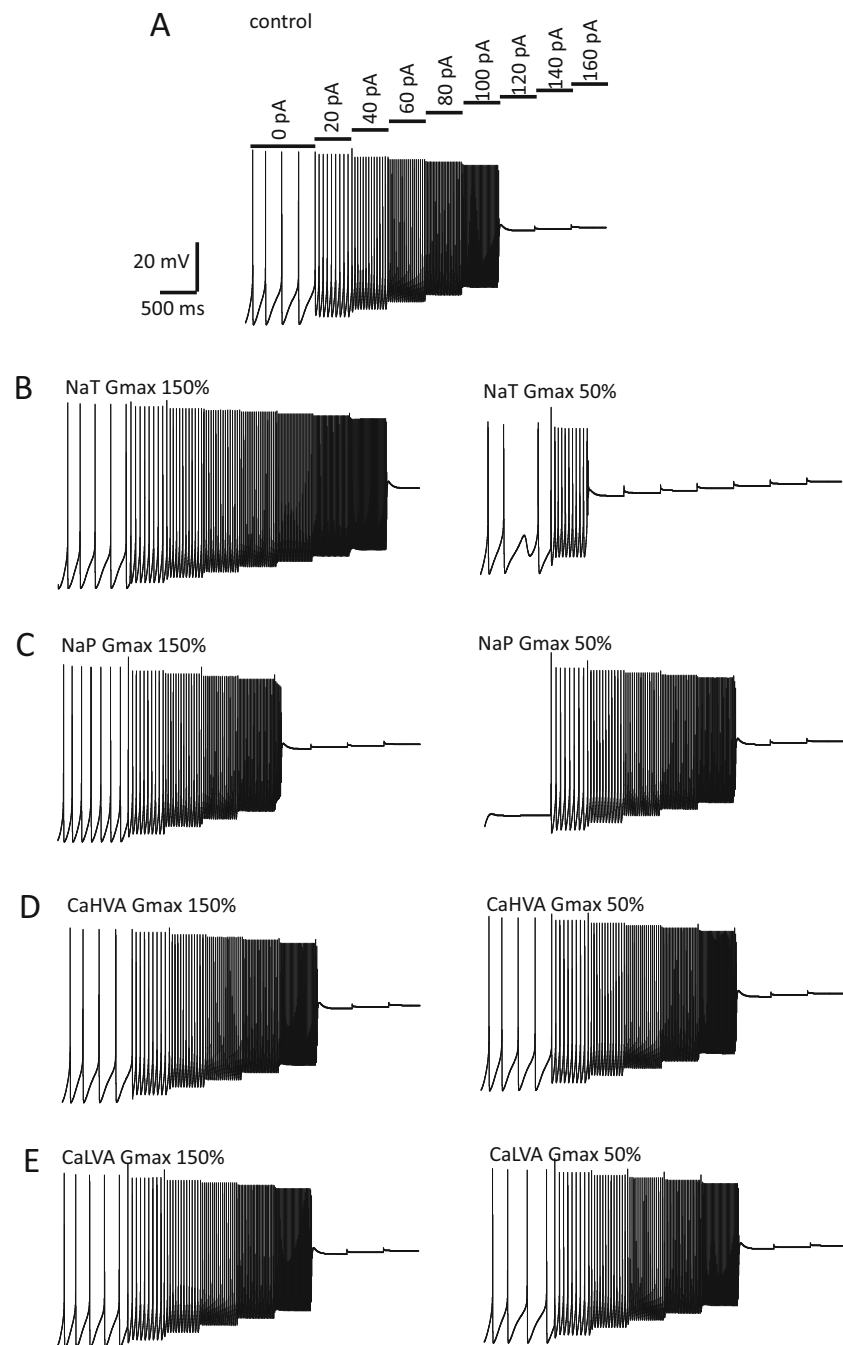 A
control
0 pA
20 pA
40 pA
60 pA
80 pA
100 pA
120 pA
140 pA
160 pA
20 mV
500 ms
B
NaT Gmax 150%
NaT Gmax 50%
C
NaP Gmax 150%
NaP Gmax 50%
D
CaHVA Gmax 150%
CaHVA Gmax 50%
E
CaLVA Gmax 150%
CaLVA Gmax 50%